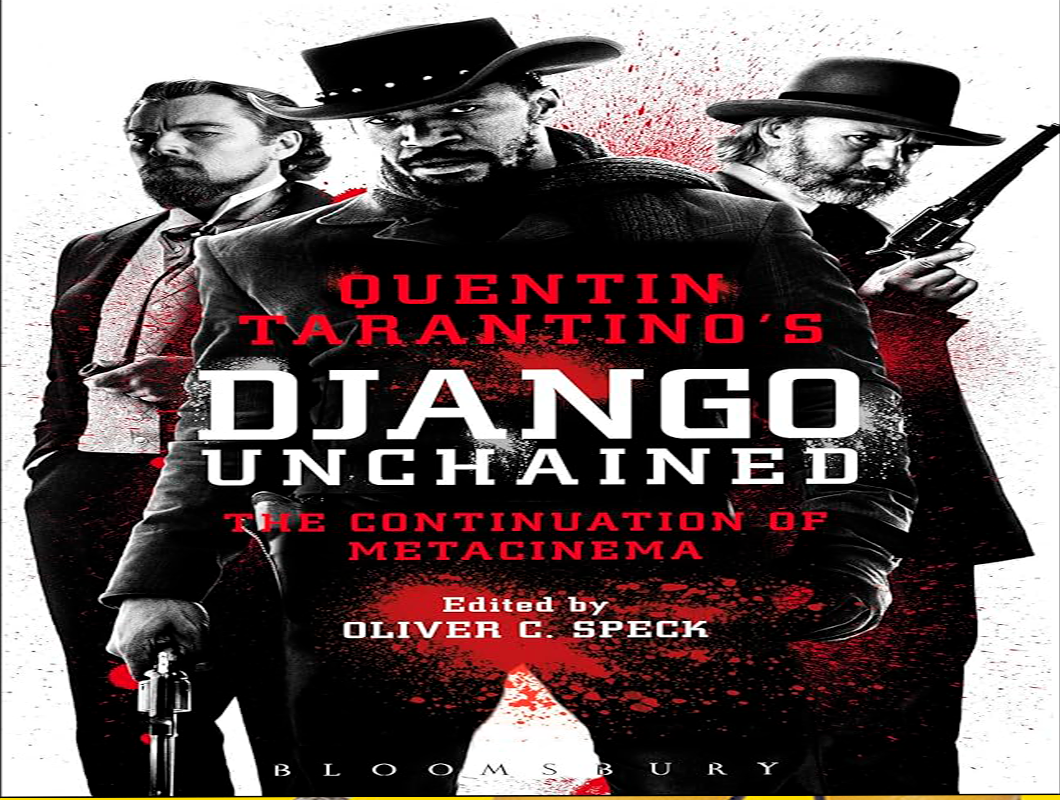 QUENTIN
TARANTINO'S
DJANGO
UNCHAINED
THE CONTINUATION OF
METACINEMA
Edited by
OLIVER C. SPECK
BLOOMSBURY